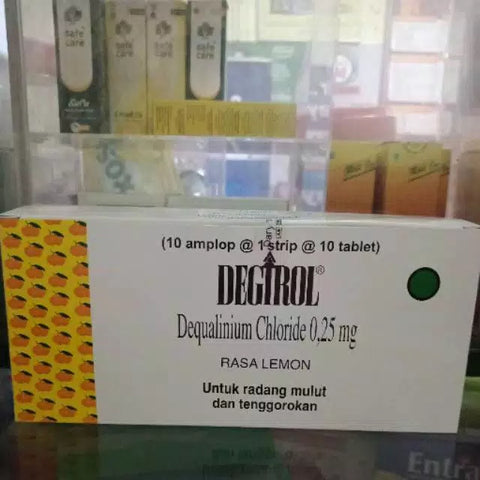 safe care
safe care
safe care
(10 amplop @ 1 strip @ 10 tablet)
DEGIROL®
Dequalinium Chloride 0,25 mg
RASA LEMON
Untuk radang mulut
dan tenggorokan
Entra